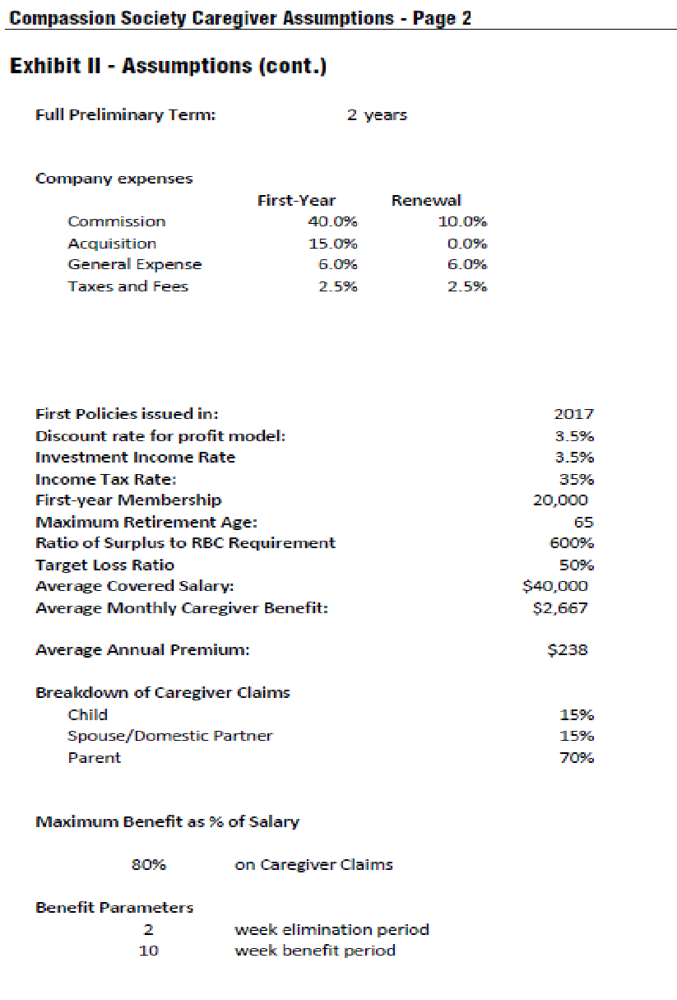 Compassion Society Caregiver Assumptions - Page 2
Exhibit II - Assumptions (cont.)
Full Preliminary Term: 2 years
Company expenses
First-Year Renewal
Commission 40.0% 10.0%
Acquisition 15.0% 0.0%
General Expense 6.0% 6.0%
Taxes and Fees 2.5% 2.5%
First Policies issued in: 2017
Discount rate for profit model: 3.5%
Investment Income Rate 3.5%
Income Tax Rate: 35%
First-year Membership 20,000
Maximum Retirement Age: 65
Ratio of Surplus to RBC Requirement 600%
Target Loss Ratio 50%
Average Covered Salary: $40,000
Average Monthly Caregiver Benefit: $2,667
Average Annual Premium: $238
Breakdown of Caregiver Claims
Child 15%
Spouse/Domestic Partner 15%
Parent 70%
Maximum Benefit as % of Salary
80% on Caregiver Claims
Benefit Parameters
2 week elimination period
10 week benefit period